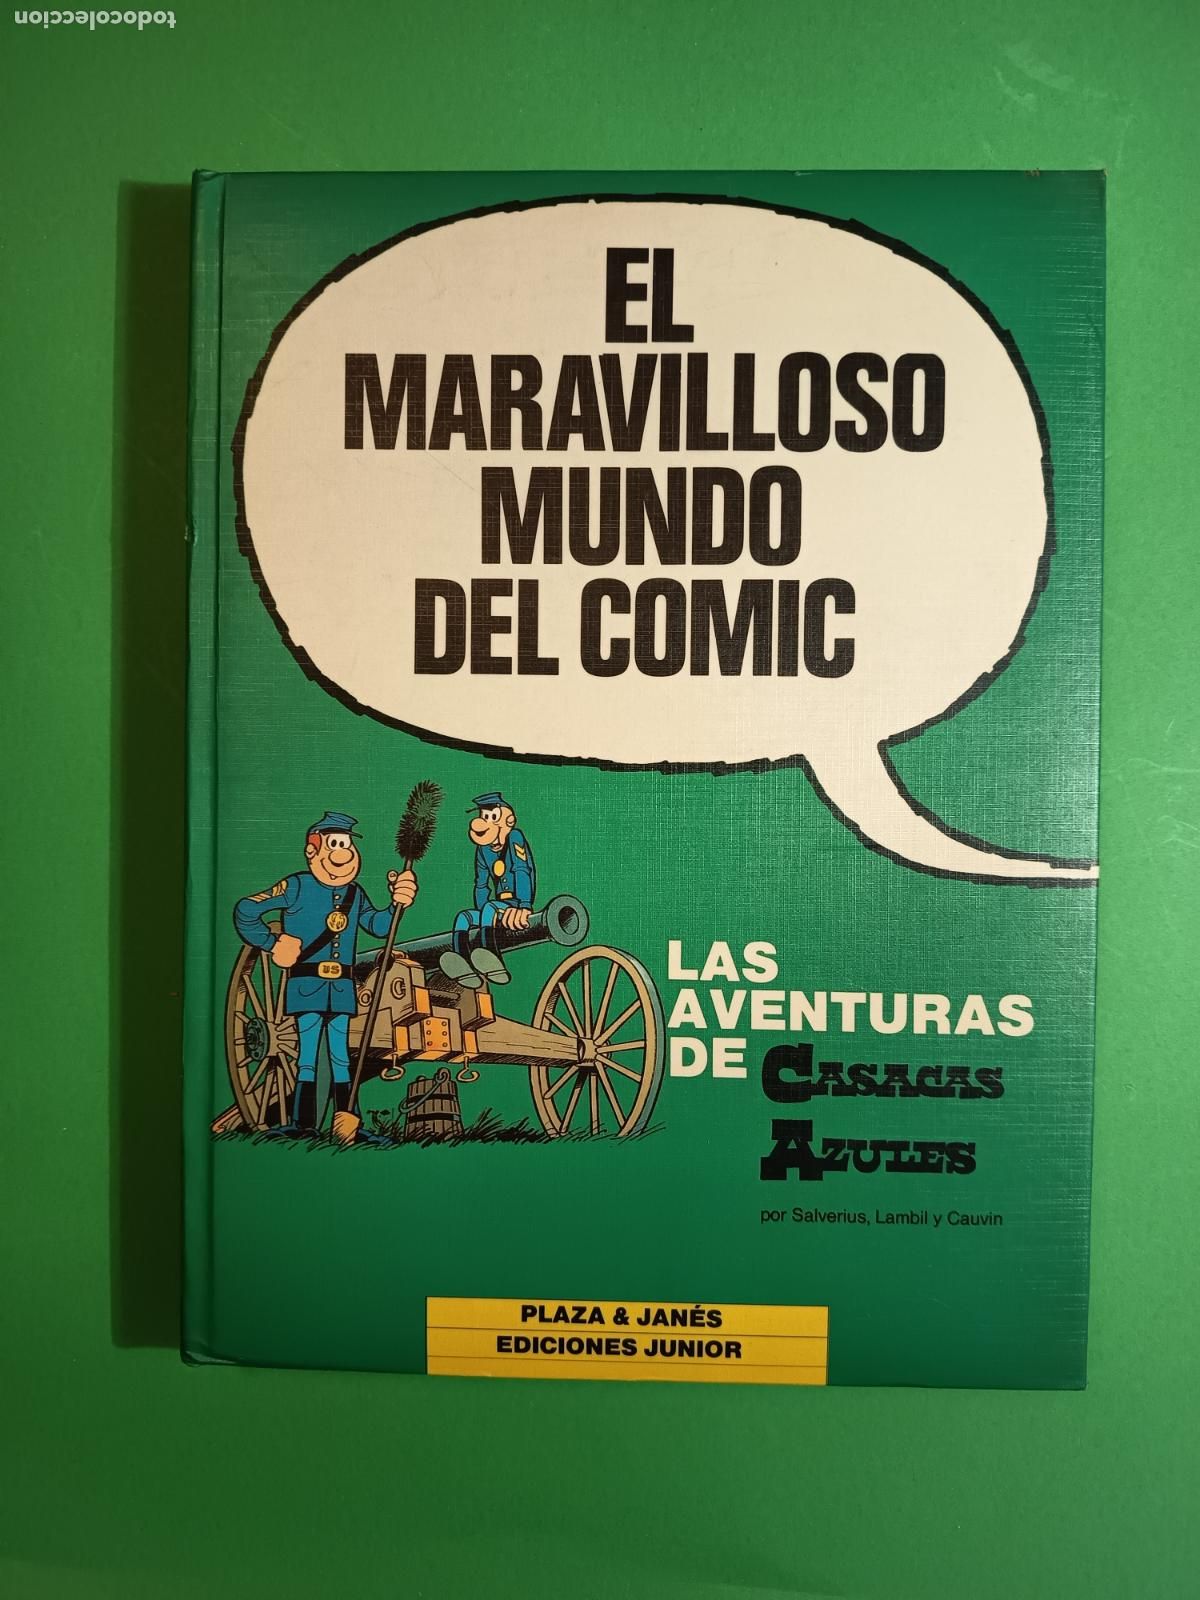 todocoleccion
EL
MARAVILLOSO
MUNDO
DEL COMIC
US
LAS
AVENTURAS
DE CASACAS
AZULES
por Salverius, Lambil y Cauvin
PLAZA & JANÉS
EDICIONES JUNIOR